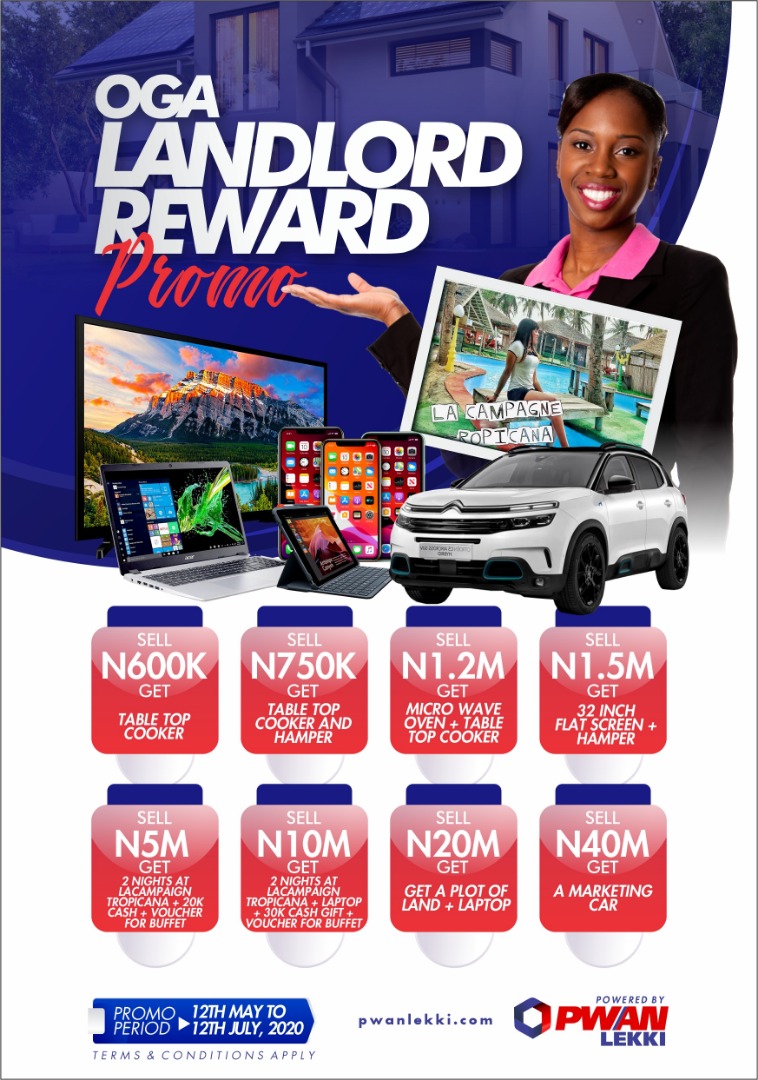 OGA
LANDLORD
REWARD
Promo
LA CAMPAGNE
ROPICANA
acer
SELL
N600K
GET
TABLE TOP
COOKER
SELL
N750K
GET
TABLE TOP
COOKER AND
HAMPER
SELL
N1.2M
GET
MICRO WAVE
OVEN + TABLE
TOP COOKER
SELL
N1.5M
GET
32 INCH
FLAT SCREEN +
HAMPER
SELL
N5M
GET
2 NIGHTS AT
LACAMPAIGN
TROPICANA + 20K
CASH + VOUCHER
FOR BUFFET
SELL
N10M
GET
2 NIGHTS AT
LACAMPAIGN
TROPICANA + LAPTOP
+ 30K CASH GIFT +
VOUCHER FOR BUFFET
SELL
N20M
GET
GET A PLOT OF
LAND + LAPTOP
SELL
N40M
GET
A MARKETING
CAR
PROMO
PERIOD
12TH MAY TO
12TH JULY, 2020
TERMS & CONDITIONS APPLY
pwanlekki.com
POWERED BY
PWAN
LEKKI